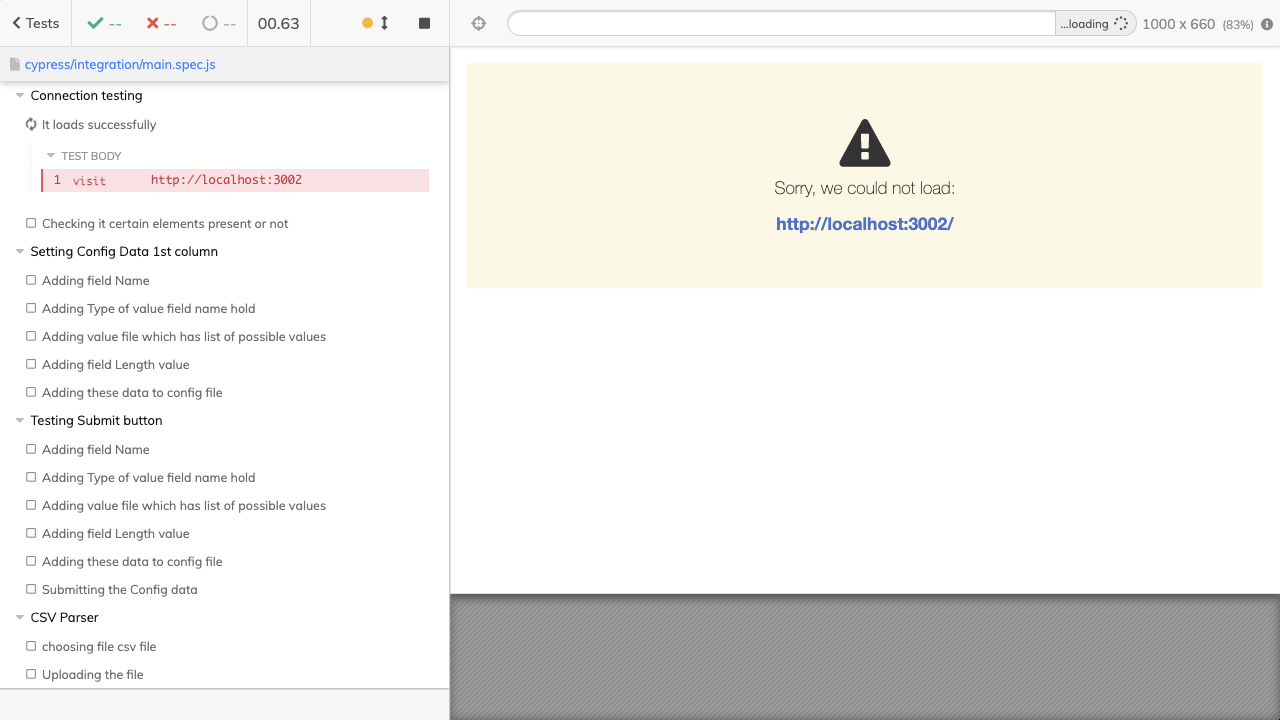 Tests -- -- -- 00.63
cypress/integration/main.spec.js
Connection testing
It loads successfully
TEST BODY
1 visit http://localhost:3002
Checking it certain elements present or not
Setting Config Data 1st column
Adding field Name
Adding Type of value field name hold
Adding value file which has list of possible values
Adding field Length value
Adding these data to config file
Testing Submit button
Adding field Name
Adding Type of value field name hold
Adding value file which has list of possible values
Adding field Length value
Adding these data to config file
Submitting the Config data
CSV Parser
choosing file csv file
Uploading the file
...loading 1000 x 660 (83%)
Sorry, we could not load:
http://localhost:3002/